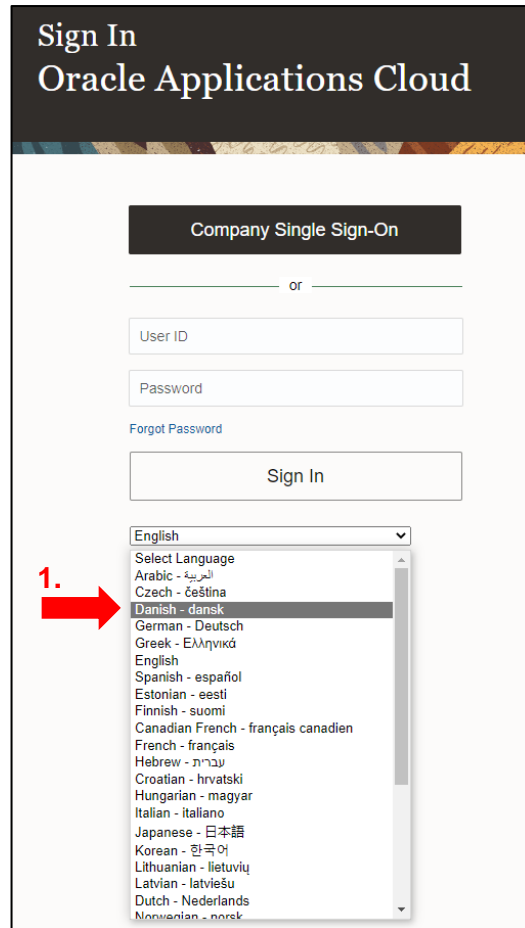 Sign In
Oracle Applications Cloud
Company Single Sign-On
or
User ID
Password
Forgot Password
Sign In
English
Select Language
Arabic - العربية
Czech - čeština
1.
Danish - dansk
German - Deutsch
Greek - Ελληνικά
English
Spanish - español
Estonian - eesti
Finnish - suomi
Canadian French - français canadien
French - français
Hebrew - עברית
Croatian - hrvatski
Hungarian - magyar
Italian - italiano
Japanese - 日本語
Korean - 한국어
Lithuanian - lietuvių
Latvian - latviešu
Dutch - Nederlands
Norwegian - norsk